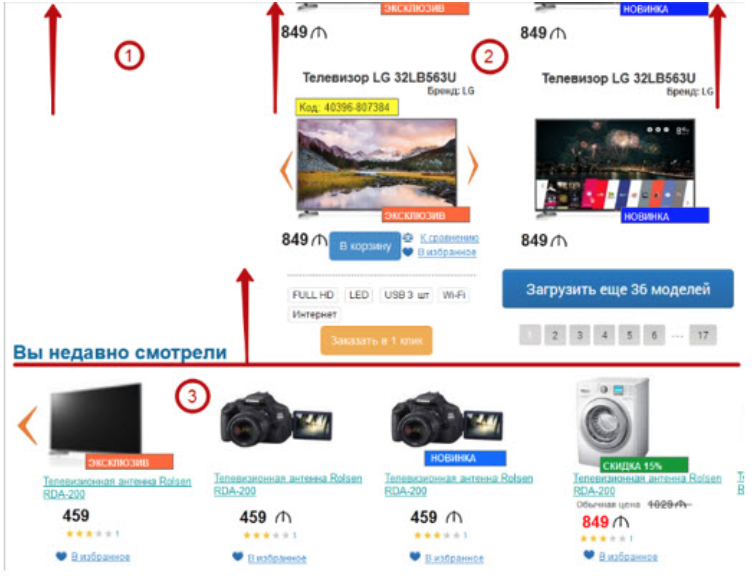 ЭКСКЛЮЗИВ
НОВИНКА
849 ₼
849 ₼
1
2
Телевизор LG 32LB563U
Бренд: LG
Код: 40396-807384
ЭКСКЛЮЗИВ
849 ₼
В корзину
К сравнению
В избранное
FULL HD LED USB 3 шт Wi-Fi
Интернет
Заказать в 1 клик
Телевизор LG 32LB563U
Бренд: LG
НОВИНКА
849 ₼
Загрузить еще 36 моделей
1 2 3 4 5 6 ... 17
Вы недавно смотрели
3
ЭКСКЛЮЗИВ
Телевизионная антенна Rolsen
RDA-200
459
1
В избранное
Телевизионная антенна Rolsen
RDA-200
459 ₼
1
В избранное
НОВИНКА
Телевизионная антенна Rolsen
RDA-200
459 ₼
1
В избранное
СКИДКА 15%
Телевизионная антенна Rolsen
RDA-200
Обычная цена 1029 ₼
849 ₼
1
В избранное